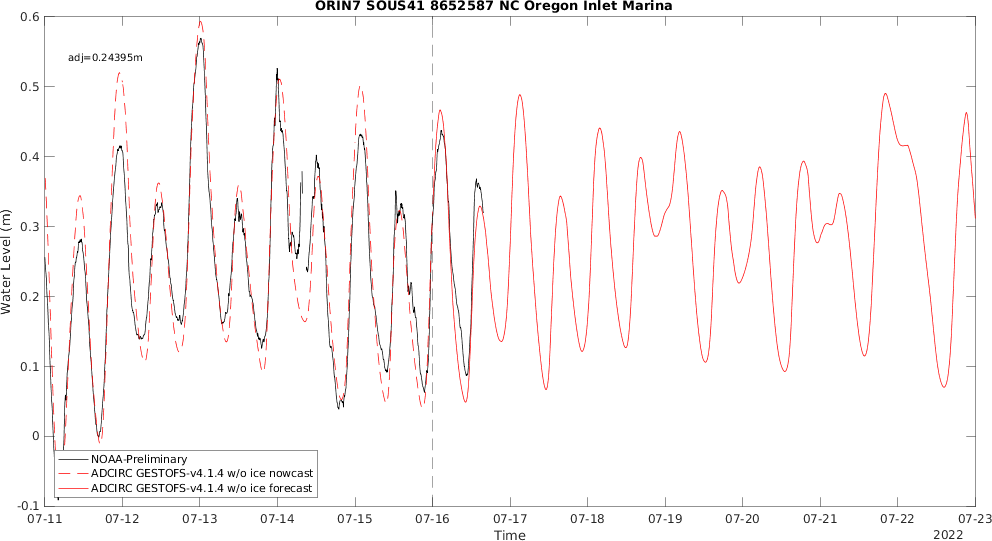 ORIN7 SOUS41 8652587 NC Oregon Inlet Marina
0.6
adj=0.24395m
0.5
0.4
0.3
Water Level (m)
0.2
0.1
0
NOAA-Preliminary
ADCIRC GESTOFS-v4.1.4 w/o ice nowcast
ADCIRC GESTOFS-v4.1.4 w/o ice forecast
-0.1
07-11 07-12 07-13 07-14 07-15 07-16 07-17 07-18 07-19 07-20 07-21 07-22 07-23
Time
2022